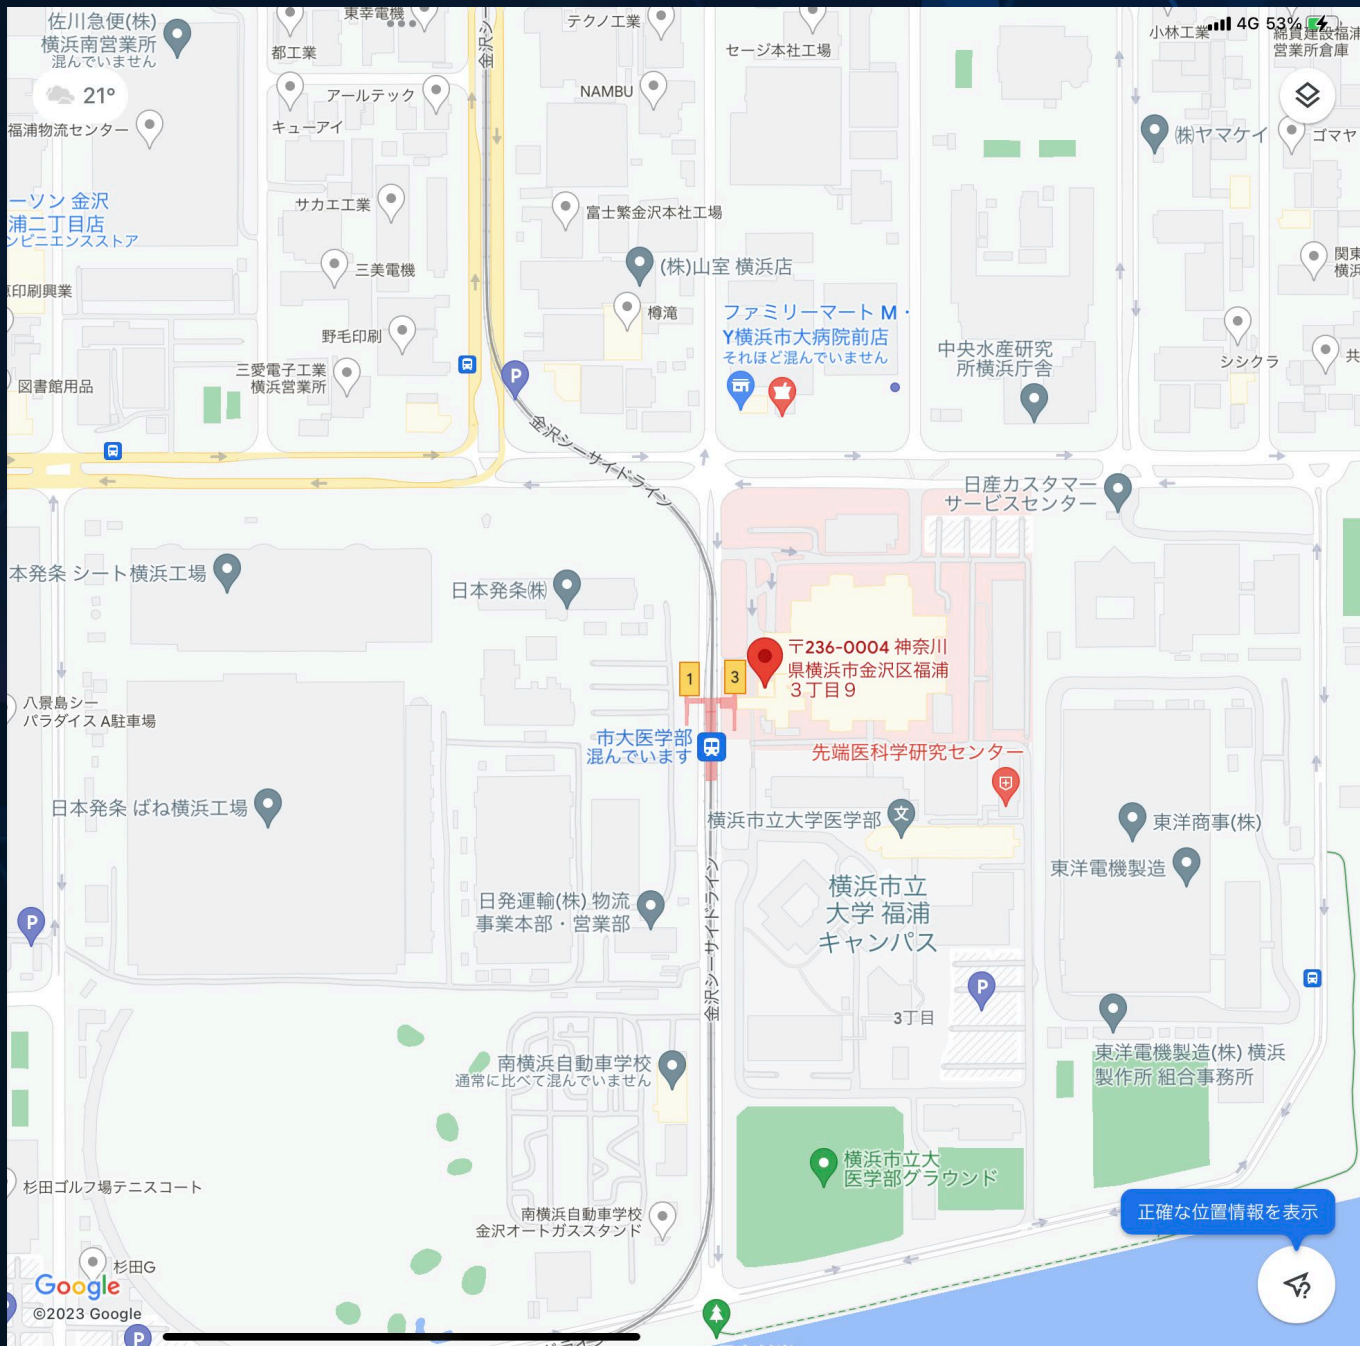 佐川急便(株)
横浜南営業所
混んでいません
東幸電機
都工業
金沢シ
テクノ工業
セージ本社工場
4G 53%
小林工業
綿貫建設福浦
営業所倉庫
21°
福浦物流センター
アールテック
キューアイ
NAMBU
(株)ヤマケイ
ゴマヤ
ーソン 金沢
浦二丁目店
ンビニエンスストア
サカエ工業
富士繁金沢本社工場
三美電機
(株)山室 横浜店
関東
横浜
印刷興業
樽滝
野毛印刷
ファミリーマート M・
Y横浜市大病院前店
それほど混んでいません
中央水産研究
所横浜庁舎
シシクラ
共
図書館用品
三愛電子工業
横浜営業所
P
金沢シーサイドライン
日産カスタマー
サービスセンター
本発条 シート横浜工場
日本発条(株)
〒236-0004 神奈川
県横浜市金沢区福浦
3丁目9
1
3
八景島シー
パラダイス A駐車場
市大医学部
混んでいます
先端医科学研究センター
日本発条 ばね横浜工場
横浜市立大学医学部
文
東洋商事(株)
東洋電機製造
日発運輸(株) 物流
事業本部・営業部
横浜市立
大学 福浦
キャンパス
金沢シーサイドライン
P
P
3丁目
南横浜自動車学校
通常に比べて混んでいません
東洋電機製造(株) 横浜
製作所 組合事務所
横浜市立大
医学部グラウンド
杉田ゴルフ場テニスコート
南横浜自動車学校
金沢オートガススタンド
正確な位置情報を表示
杉田G
Google
©2023 Google
P